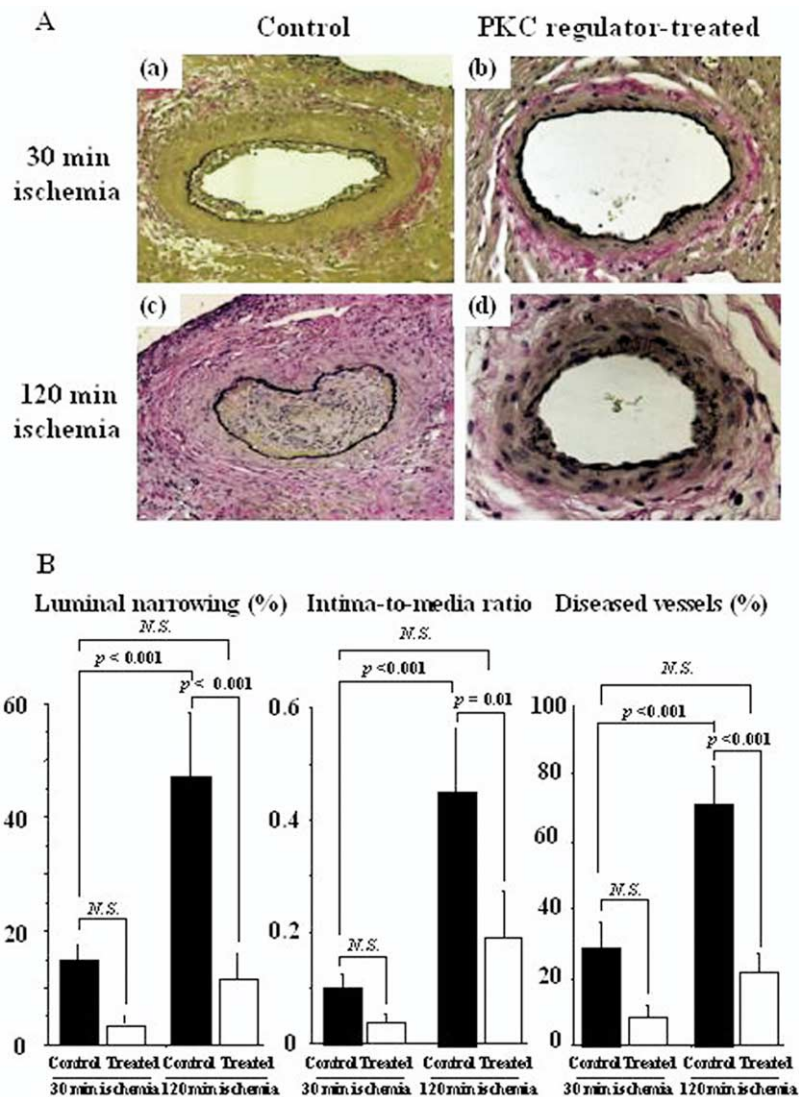 A
Control PKC regulator-treated
(a) (b)
30 min
ischemia
(c) (d)
120 min
ischemia
B
Luminal narrowing (%) Intima-to-media ratio Diseased vessels (%)
N.S.
p < 0.001
p < 0.001
N.S.
60
40
20
0
Control Treated Control Treated
30 min ischemia 120 min ischemia
N.S.
p <0.001
p = 0.01
N.S.
0.6
0.4
0.2
0
Control Treated Control Treated
30 min ischemia 120 min ischemia
N.S.
p <0.001
p <0.001
N.S.
100
80
60
40
20
0
Control Treated Control Treated
30 min ischemia 120 min ischemia